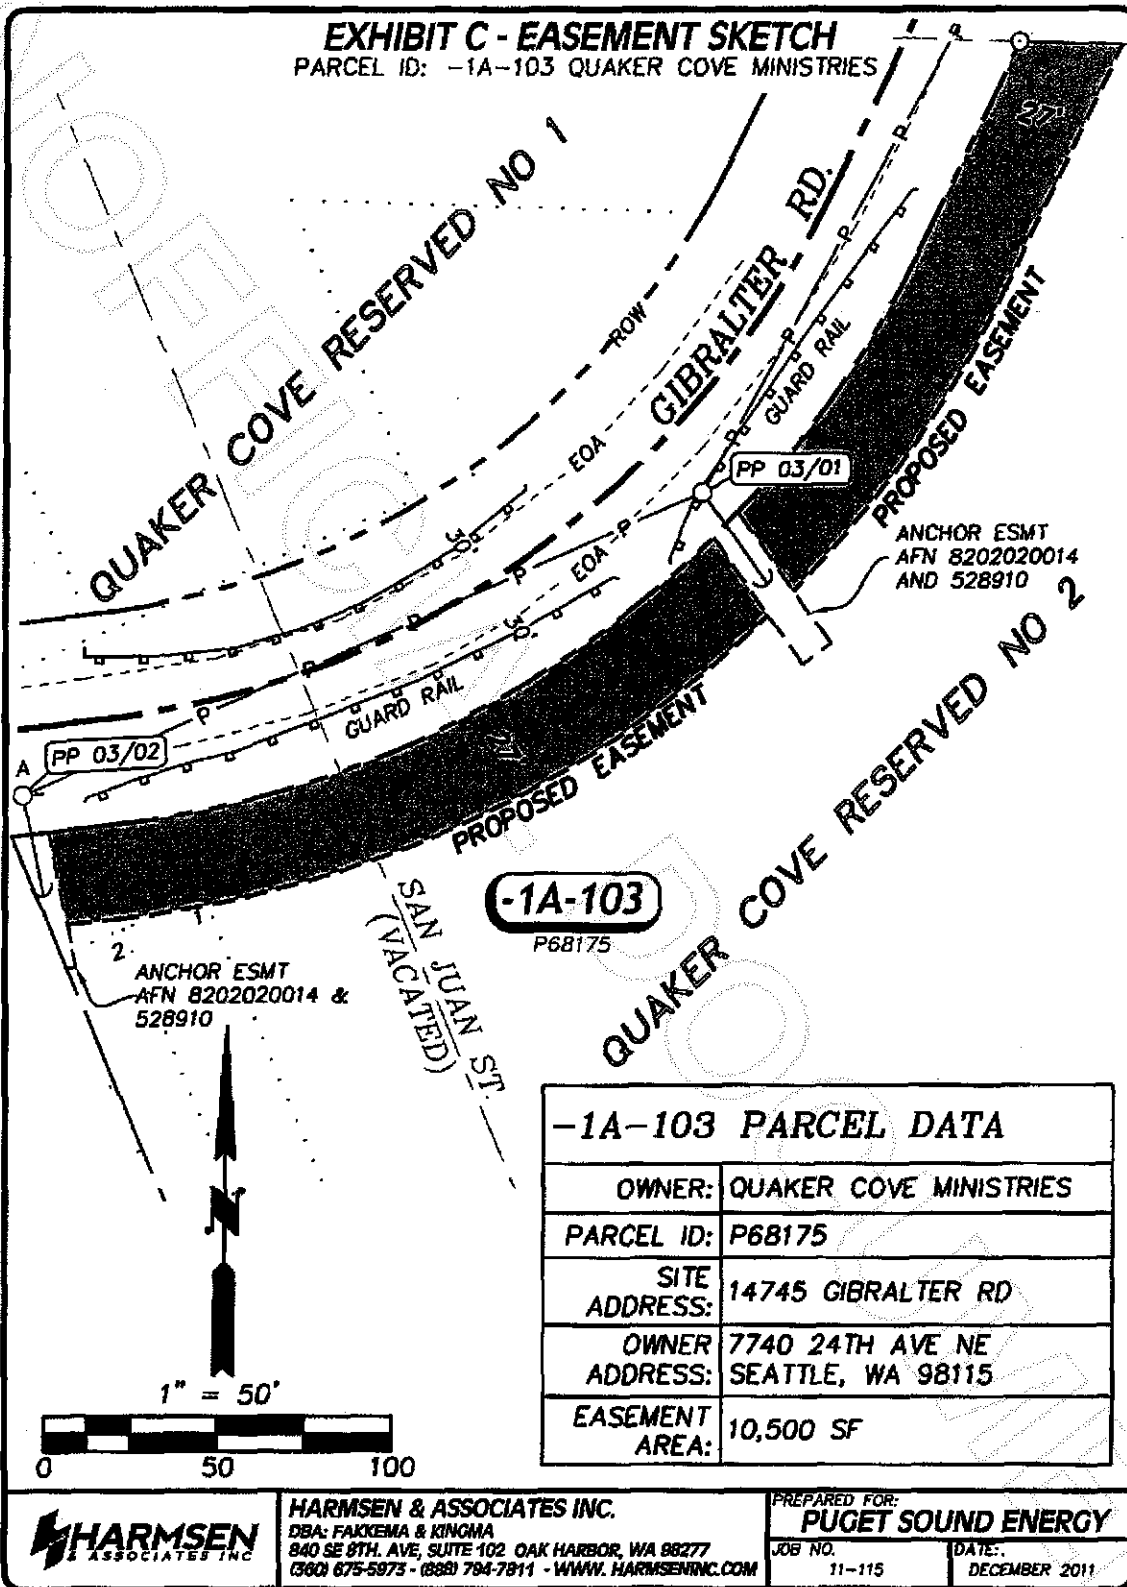 EXHIBIT C - EASEMENT SKETCH
PARCEL ID: -1A-103 QUAKER COVE MINISTRIES
27'
QUAKER COVE RESERVED NO 1
ROW
GIBRALTER RD.
GUARD RAIL
EOA
30'
PP 03/01
PROPOSED EASEMENT
ANCHOR ESMT
AFN 8202020014
AND 528910
EOA
30'
GUARD RAIL
PP 03/02
A
27'
PROPOSED EASEMENT
QUAKER COVE RESERVED NO 2
-1A-103
P68175
SAN JUAN ST.
(VACATED)
1
2
ANCHOR ESMT
AFN 8202020014 &
528910
N
1" = 50'
0 50 100
-1A-103 PARCEL DATA
OWNER: QUAKER COVE MINISTRIES
PARCEL ID: P68175
SITE ADDRESS: 14745 GIBRALTER RD
OWNER ADDRESS: 7740 24TH AVE NE
SEATTLE, WA 98115
EASEMENT AREA: 10,500 SF
HARMSEN
& ASSOCIATES INC
HARMSEN & ASSOCIATES INC.
DBA: FAKKEMA & KINGMA
840 SE 8TH. AVE, SUITE 102 OAK HARBOR, WA 98277
(360) 675-5973 - (888) 794-7811 - WWW.HARMSENINC.COM
PREPARED FOR:
PUGET SOUND ENERGY
JOB NO.
11-115
DATE:
DECEMBER 2011